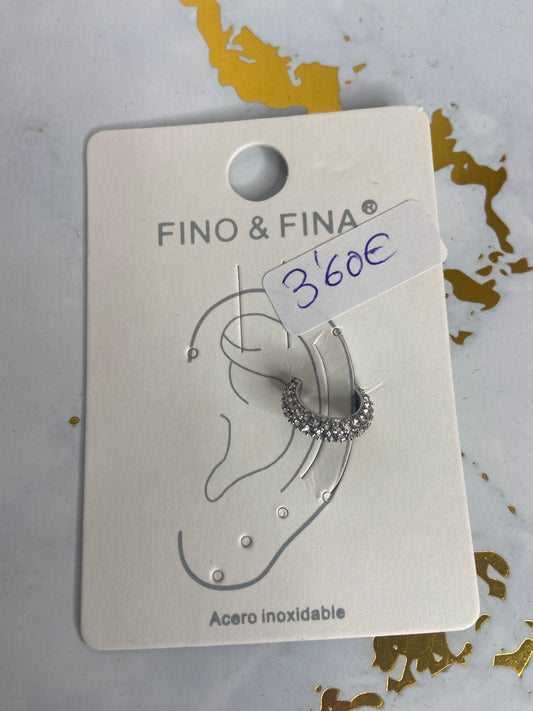 FINO & FINA®
3'60€
Acero inoxidable